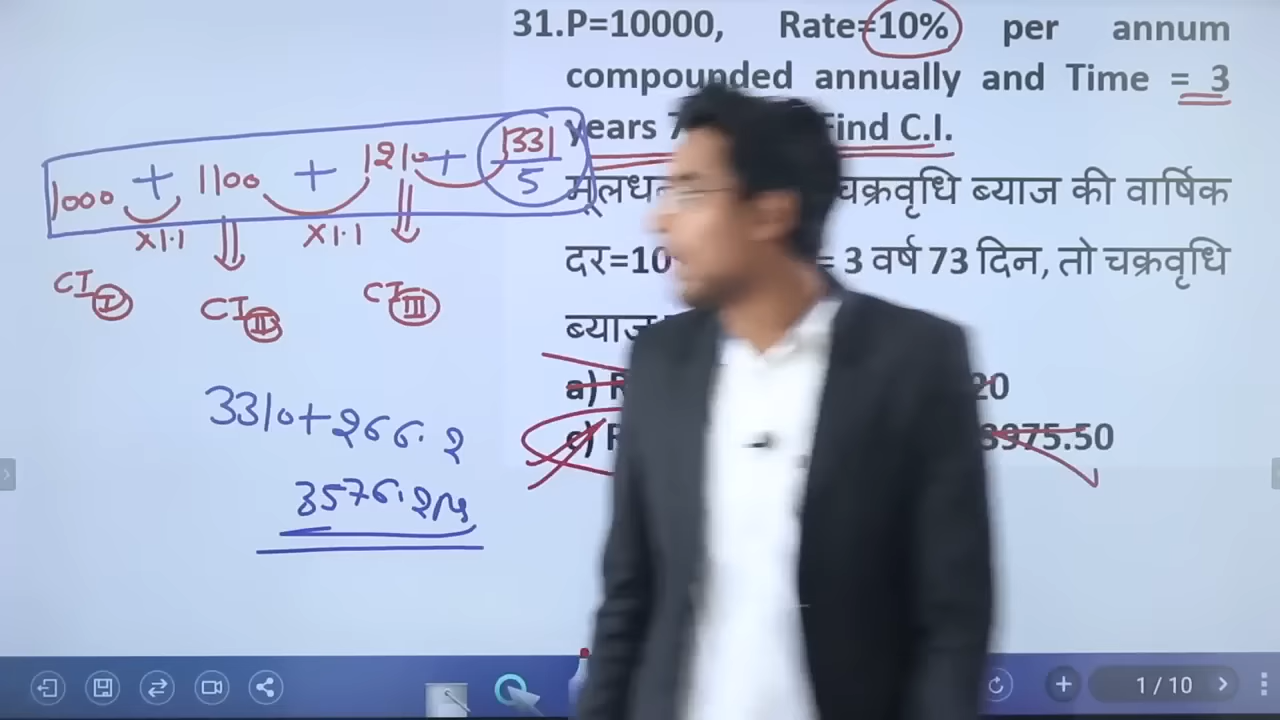 31.P=10000, Rate=10% per annum
compounded annually and Time = 3
years 7 Find C.I.
चक्रवृधि ब्याज की वार्षिक
दर=10 = 3 वर्ष 73 दिन, तो चक्रवृधि
ब्याज
a) R 20
c) R 3975.50
1000 + 1100 + 1210 + 1331/5
X1.1 X1.1
CI I CI II CI III
3310+266.2
3576.2
1 / 10